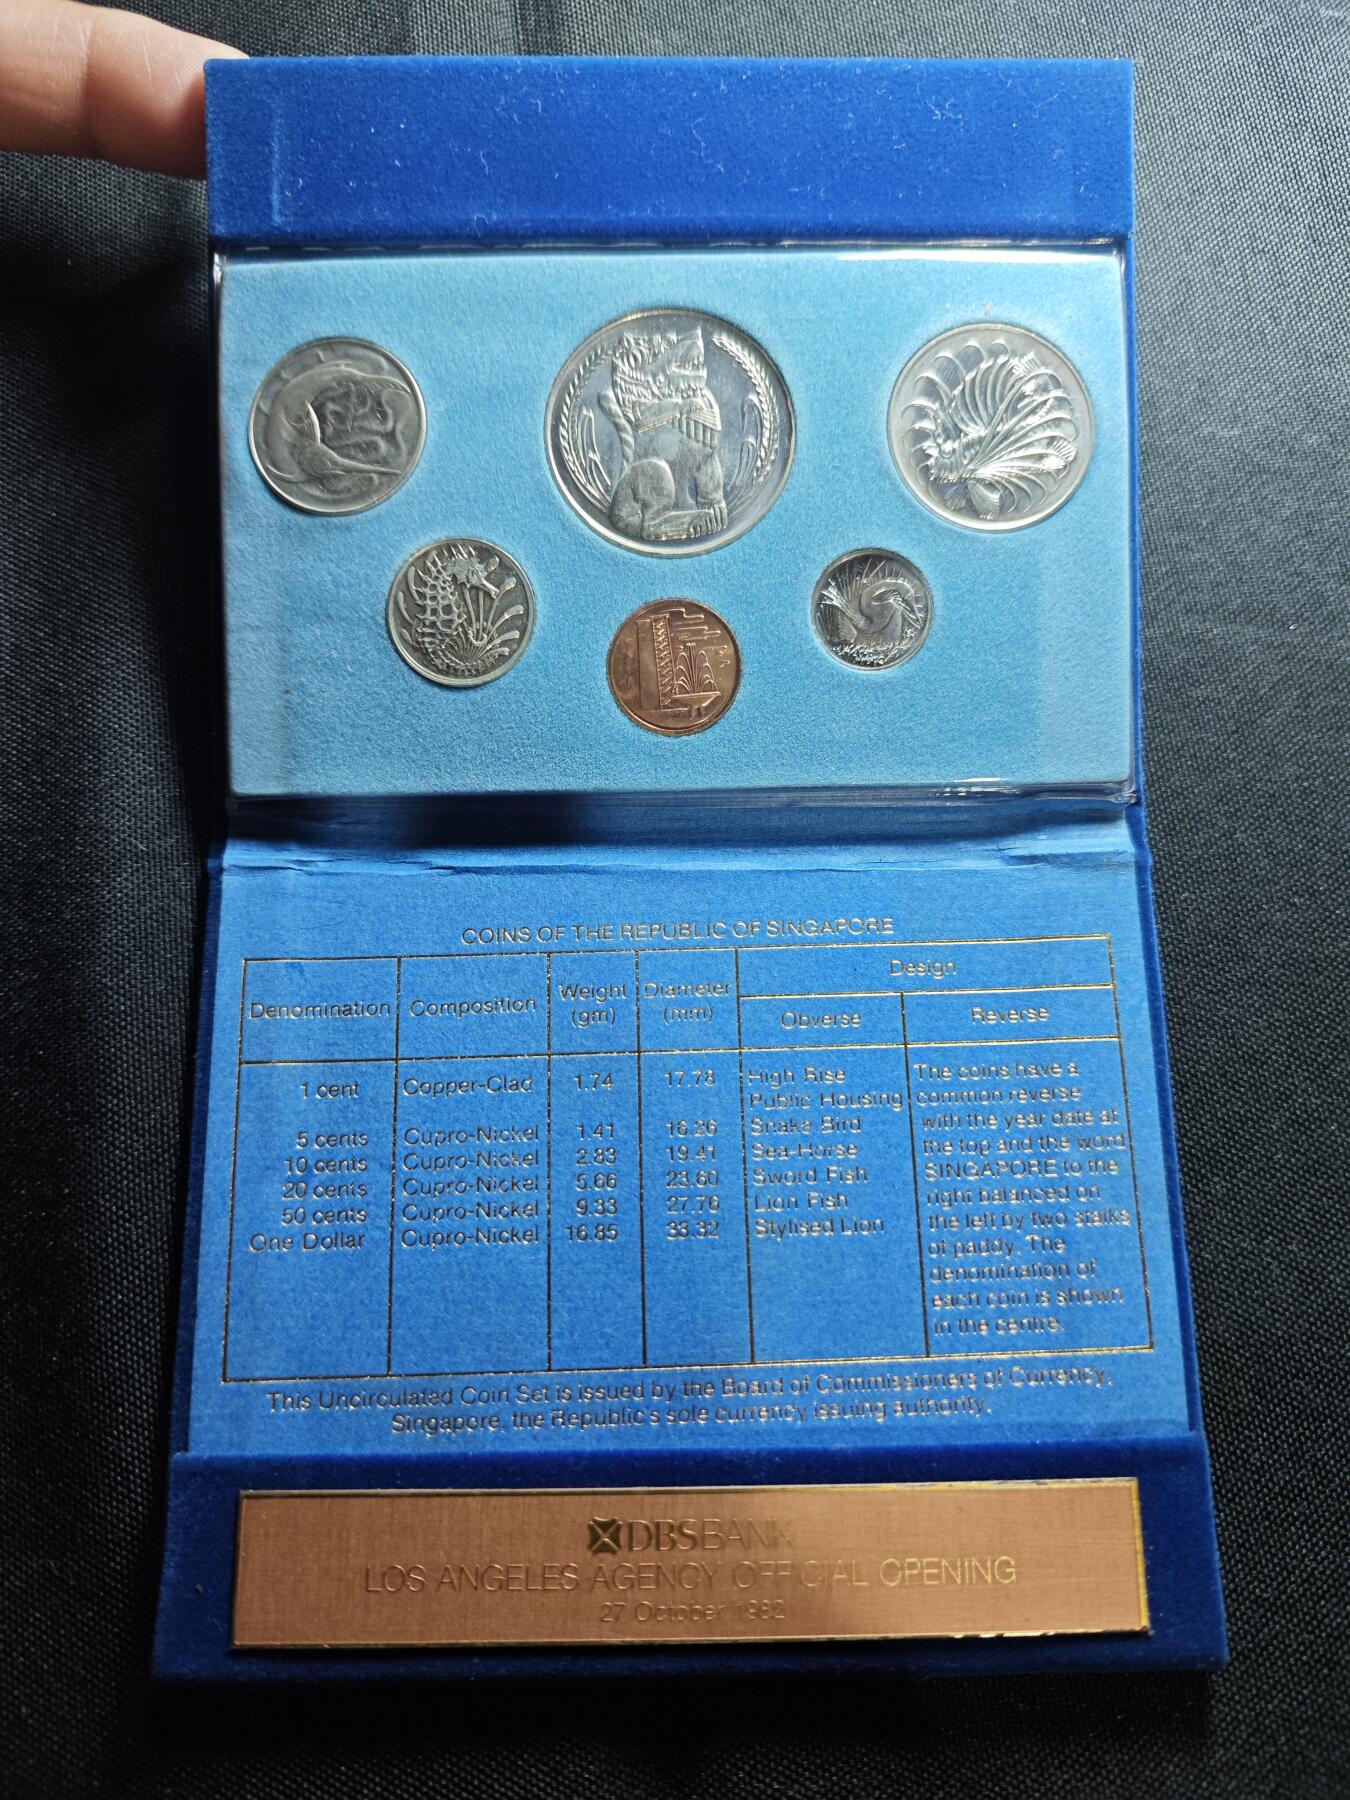 COINS OF THE REPUBLIC OF SINGAPORE
Denomination Composition Weight (gm) Diameter (mm) Design
Obverse Reverse
1 cent Copper-Clad 1.74 17.78 High Rise
Public Housing
5 cents Cupro-Nickel 1.41 16.26 Snake Bird
10 cents Cupro-Nickel 2.83 19.41 Sea-Horse
20 cents Cupro-Nickel 5.66 23.60 Sword Fish
50 cents Cupro-Nickel 9.33 27.76 Lion Fish
One Dollar Cupro-Nickel 16.85 33.32 Stylised Lion
The coins have a
common reverse
with the year date at
the top and the word
SINGAPORE to the
right balanced on
the left by two stalks
of paddy. The
denomination of
each coin is shown
in the centre.
This Uncirculated Coin Set is issued by the Board of Commissioners of Currency,
Singapore, the Republic's sole currency issuing authority.
DBS BANK
LOS ANGELES AGENCY OFFICIAL OPENING
27 October 1982